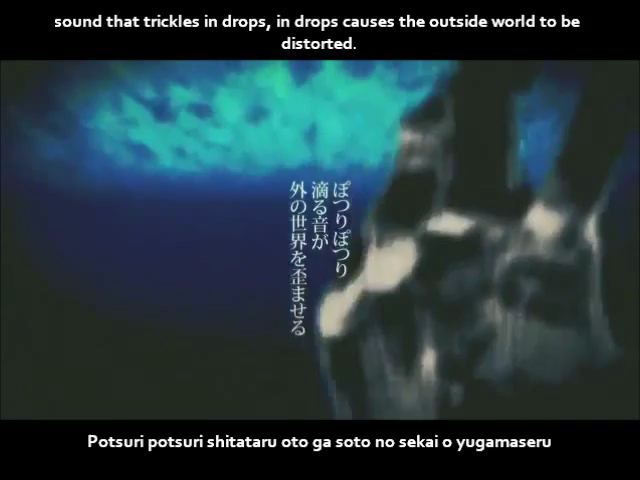 sound that trickles in drops, in drops causes the outside world to be
distorted.
ぽつりぽつり
滴る音が
外の世界を歪ませる
Potsuri potsuri shitataru oto ga soto no sekai o yugamaseru